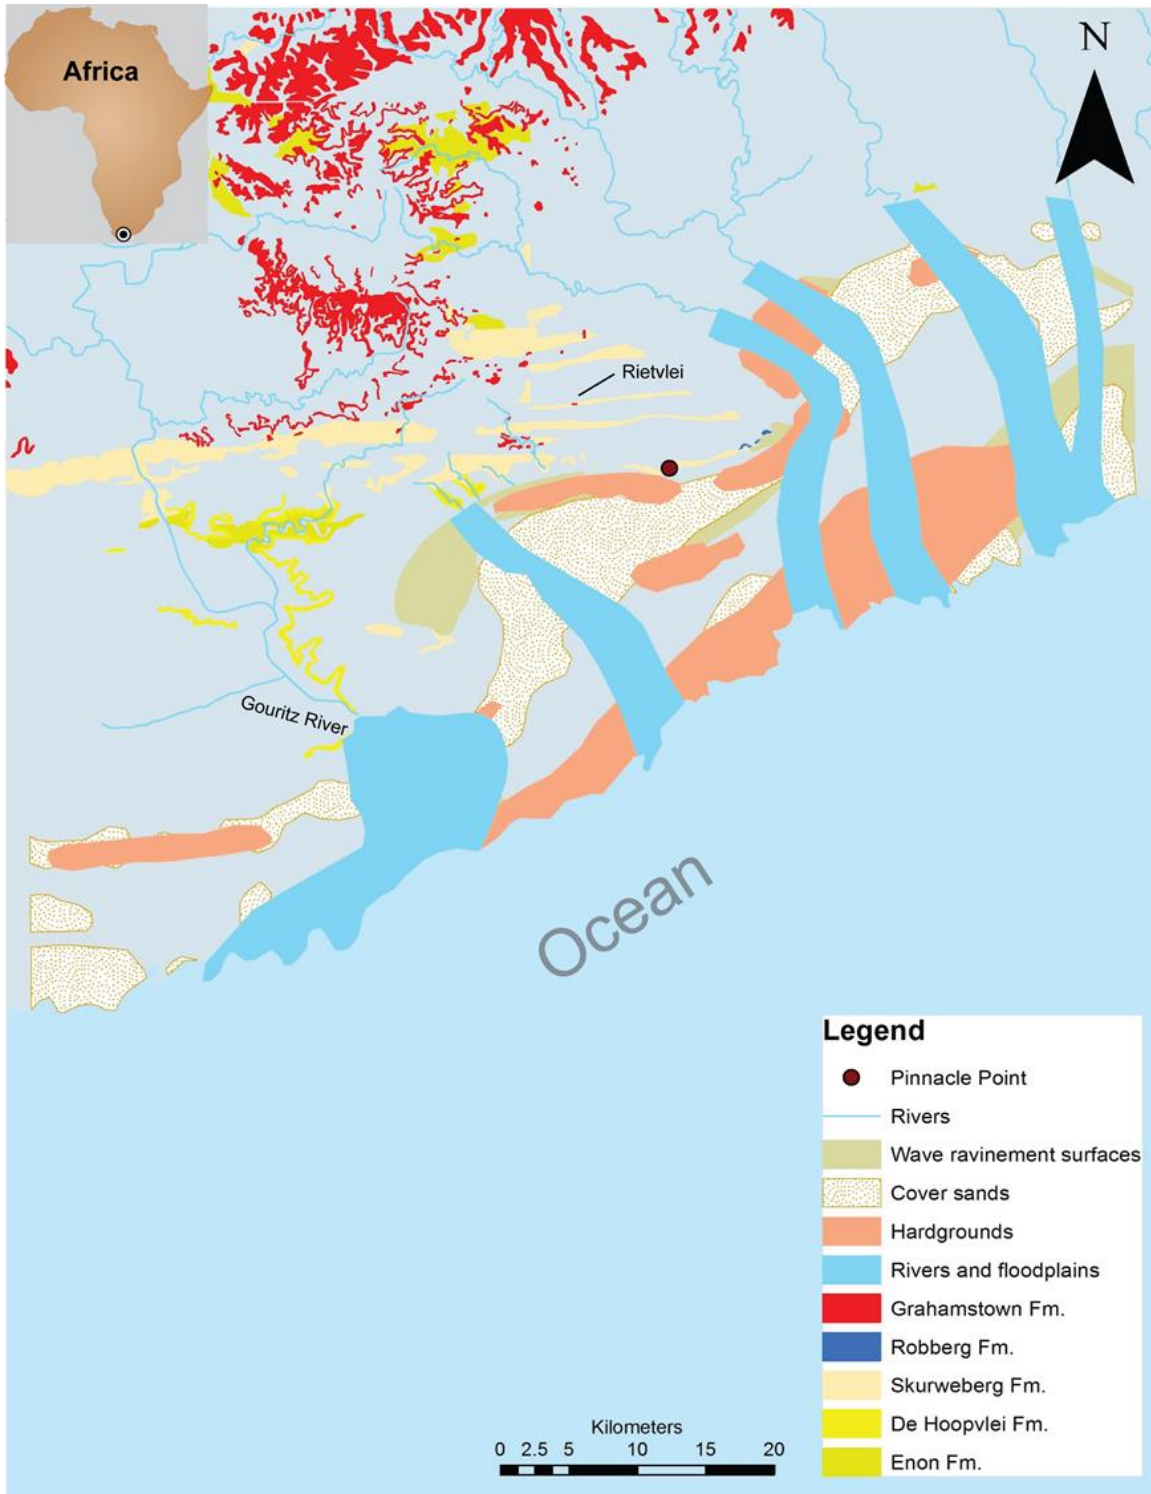 Africa
N
Rietvlei
Gouritz River
Ocean
Legend
Pinnacle Point
Rivers
Wave ravinement surfaces
Cover sands
Hardgrounds
Rivers and floodplains
Grahamstown Fm.
Robberg Fm.
Skurweberg Fm.
De Hoopvlei Fm.
Enon Fm.
Kilometers
0 2.5 5 10 15 20